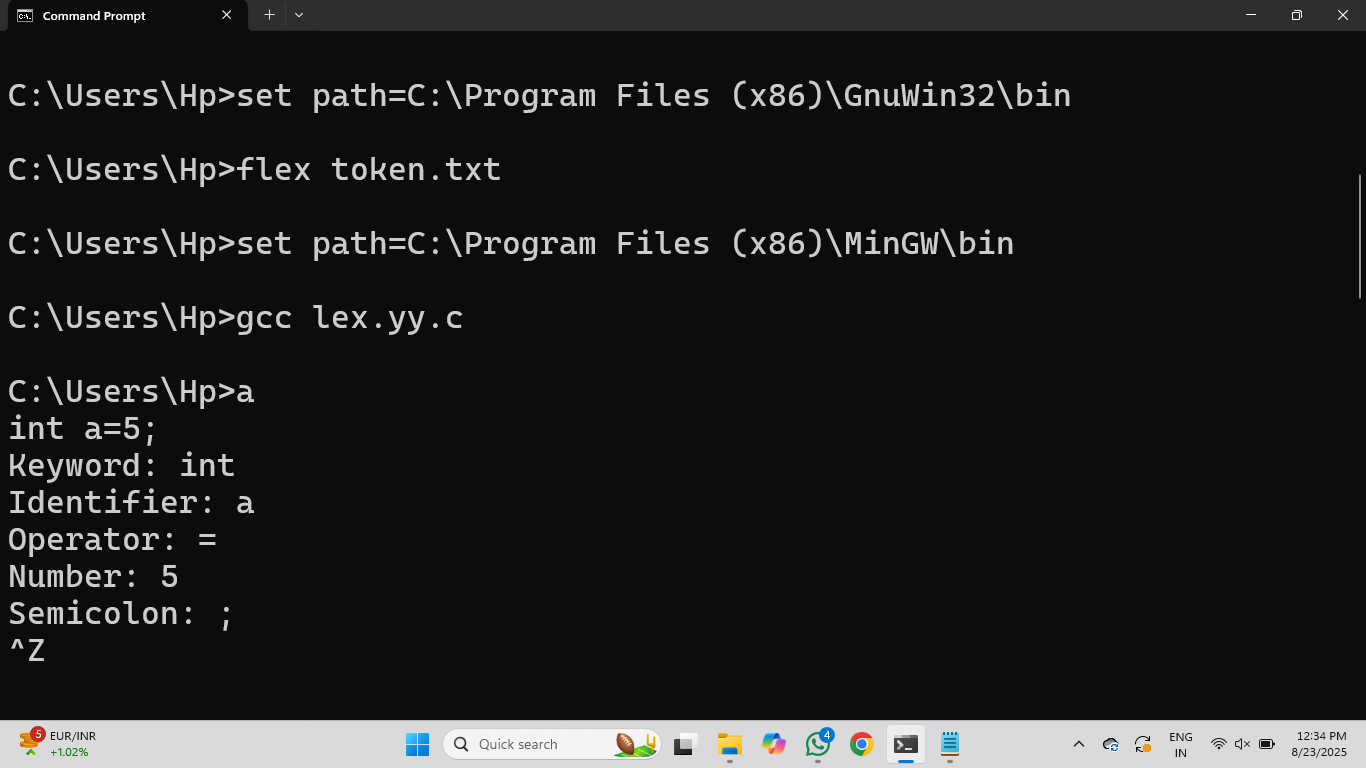 Command Prompt
C:\Users\Hp>set path=C:\Program Files (x86)\GnuWin32\bin
C:\Users\Hp>flex token.txt
C:\Users\Hp>set path=C:\Program Files (x86)\MinGW\bin
C:\Users\Hp>gcc lex.yy.c
C:\Users\Hp>a
int a=5;
Keyword: int
Identifier: a
Operator: =
Number: 5
Semicolon: ;
^Z
5
EUR/INR
+1.02%
Quick search
4
ENG
IN
12:34 PM
8/23/2025